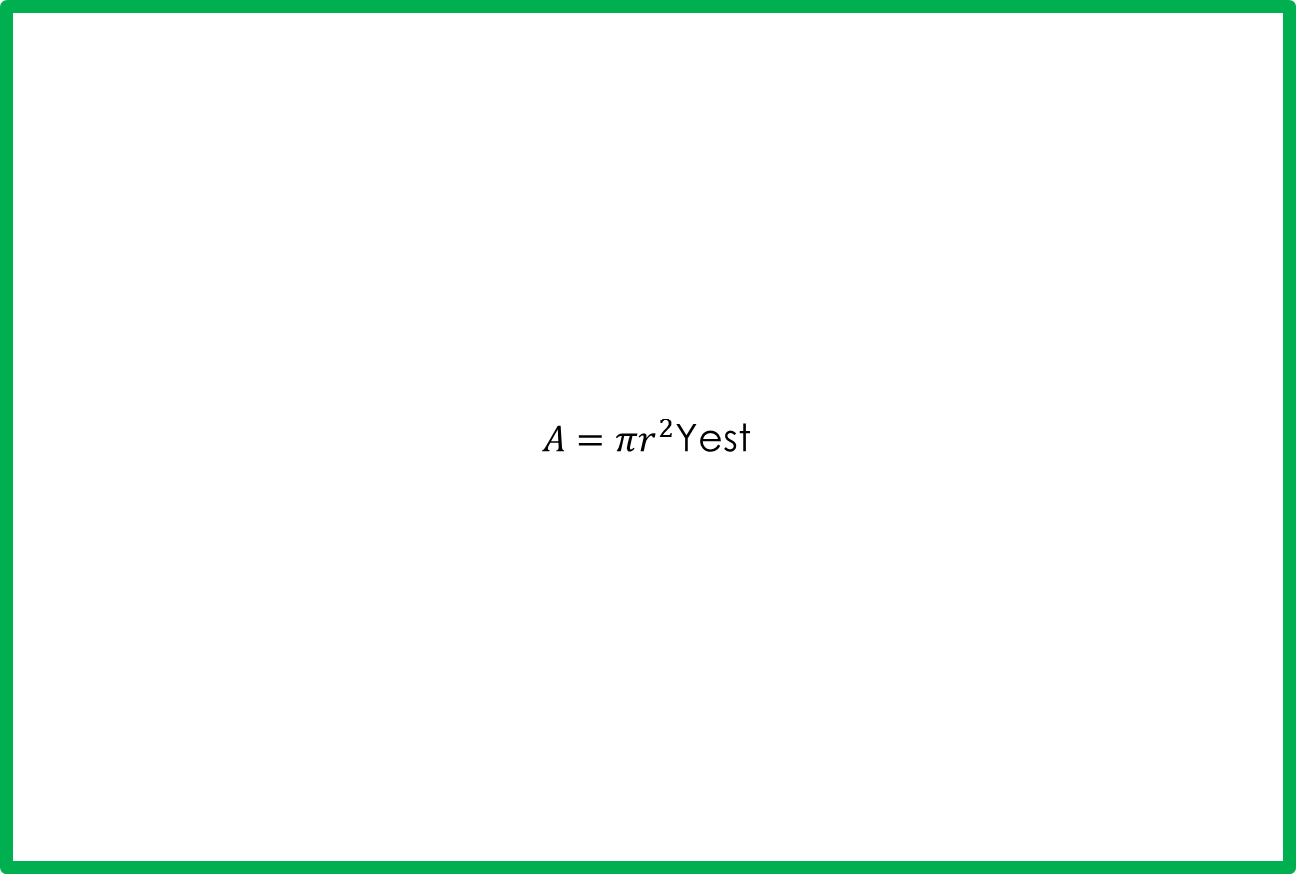 𝐴 = 𝜋𝑟²Yest